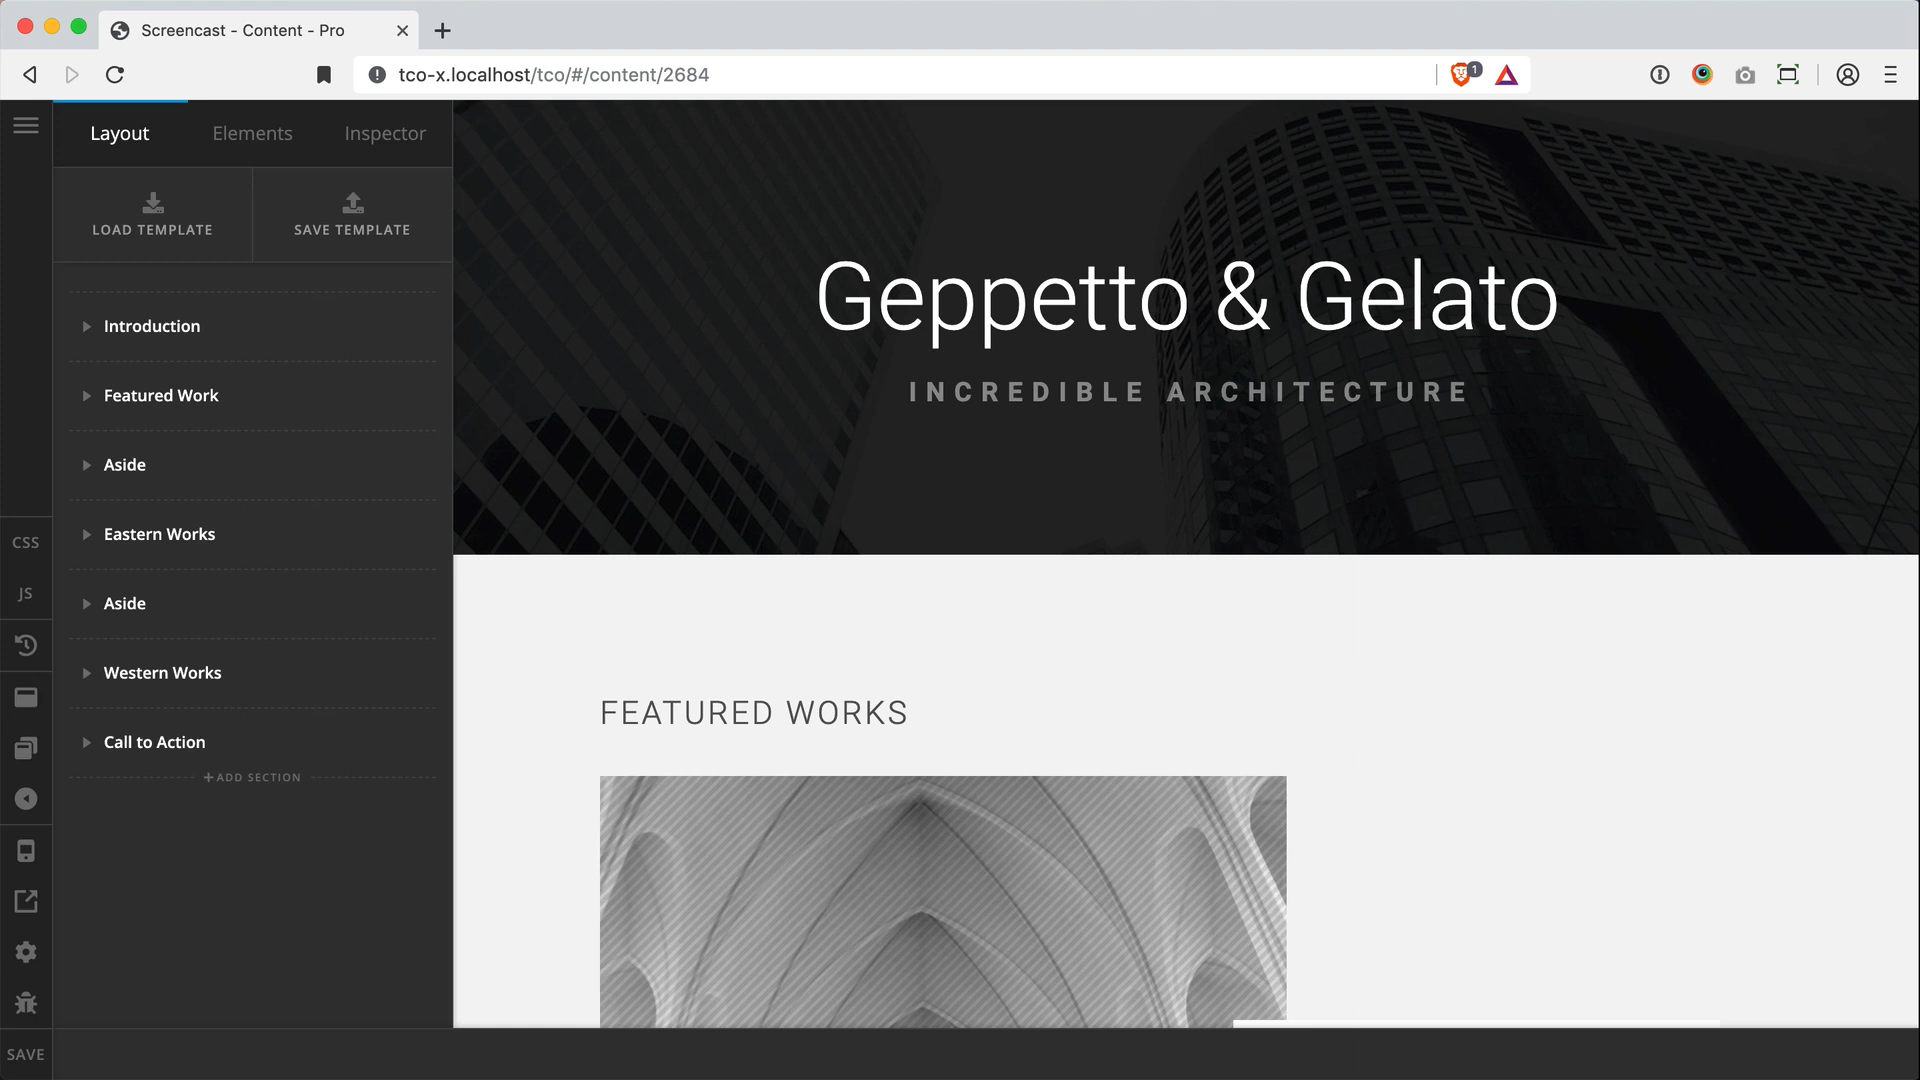 Screencast - Content - Pro
tco-x.localhost/tco/#/content/2684
1
Layout
Elements
Inspector
LOAD TEMPLATE
SAVE TEMPLATE
Introduction
Featured Work
Aside
Eastern Works
Aside
Western Works
Call to Action
ADD SECTION
CSS
JS
SAVE
Geppetto & Gelato
INCREDIBLE ARCHITECTURE
FEATURED WORKS